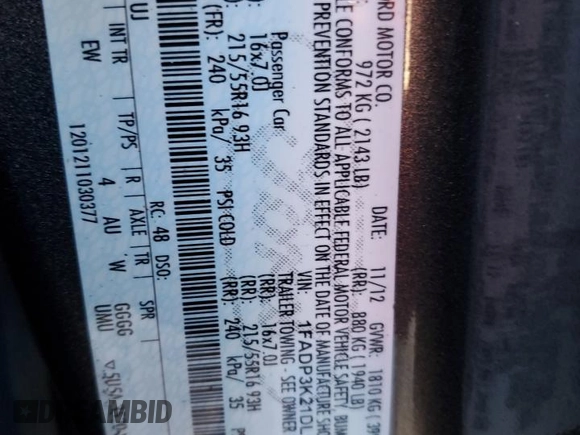 RD MOTOR CO. DATE: 11/12 GVWR: 1810 KG
972 KG ( 2143 LB) (RR): 880 KG ( 1940 LB)
LE CONFORMS TO ALL APPLICABLE FEDERAL MOTOR VEHICLE SAFETY,
PREVENTION STANDARDS IN EFFECT ON THE DATE OF MANUFACTURE
VIN: 1FADP3K21DL
Passenger Car TRAILER TOWING - SEE OWNER
16x7.0J 16x7.0J
215/55R16 93H 215/55R16 93H
(FR): 240 kPa/ 35 PSI COLD (RR): 240 kPa/ 35
RC: 48 DSO:
UJ
INT TR TP/PS R AXLE TR SPR
EW 4 AU W GGGG
UMU
1201211030377
COPARTIAMBID